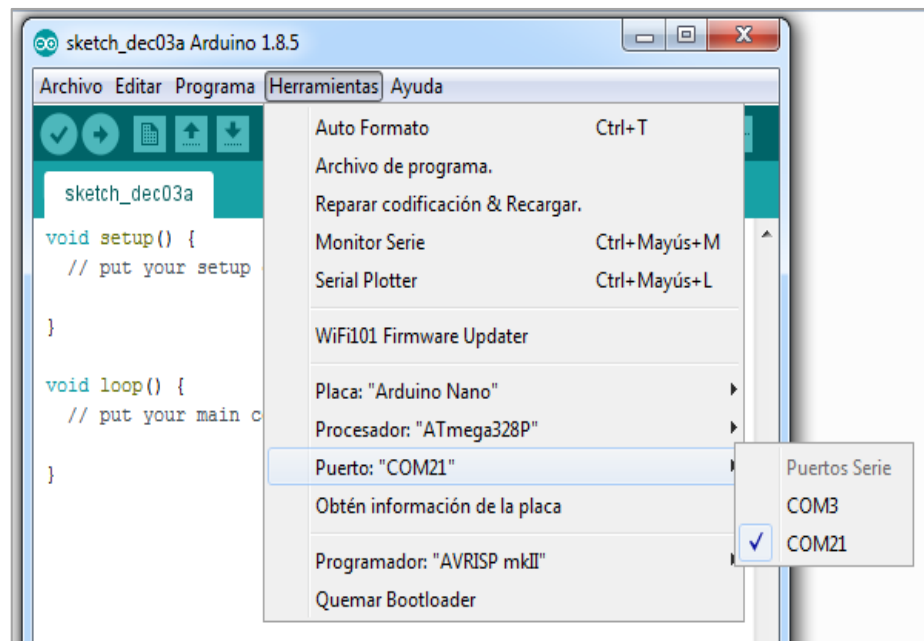 sketch_dec03a Arduino 1.8.5
Archivo Editar Programa Herramientas Ayuda
sketch_dec03a
void setup() {
// put your setup
}
void loop() {
// put your main c
}
Auto Formato Ctrl+T
Archivo de programa.
Reparar codificación & Recargar.
Monitor Serie Ctrl+Mayús+M
Serial Plotter Ctrl+Mayús+L
WiFi101 Firmware Updater
Placa: "Arduino Nano"
Procesador: "ATmega328P"
Puerto: "COM21"
Obtén información de la placa
Programador: "AVRISP mkII"
Quemar Bootloader
Puertos Serie
COM3
COM21